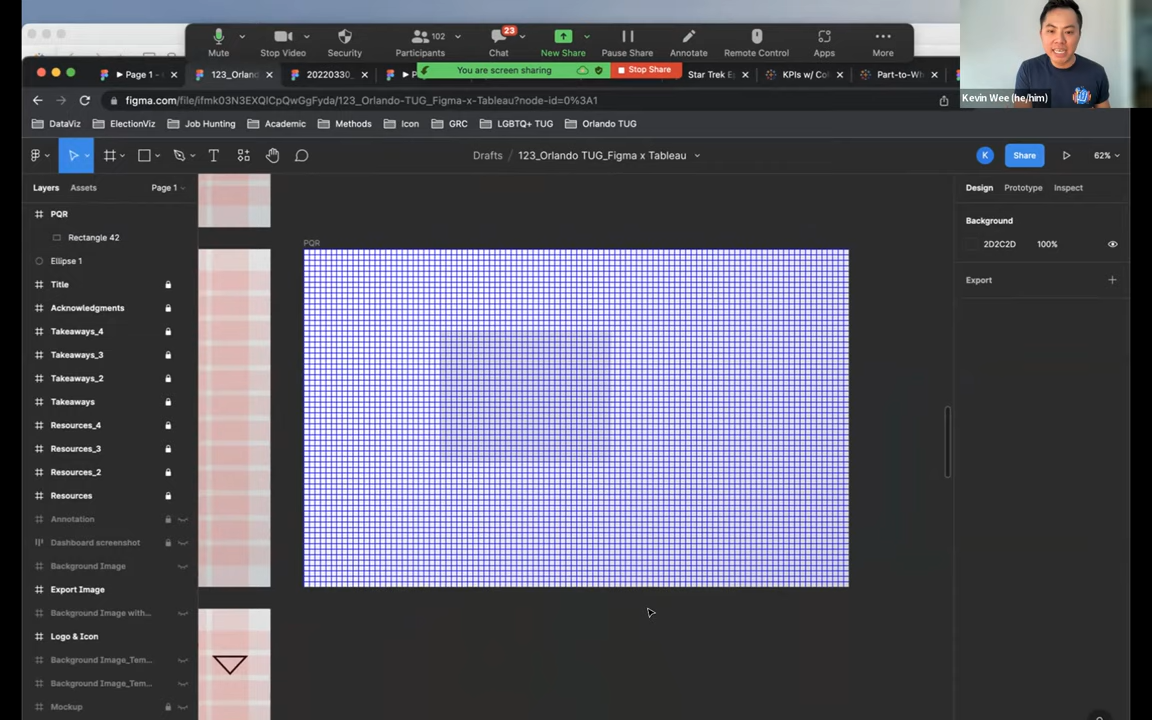 Mute
Stop Video
Security
102
Participants
23
Chat
New Share
Pause Share
Annotate
Remote Control
Apps
More
You are screen sharing
Stop Share
Page 1 -
123_Orland
20220330_
Star Trek E
KPIs w/ Co
Part-to-Wh
figma.com/file/ifmk03N3EXQICpQwGgFyda/123_Orlando-TUG_Figma-x-Tableau?node-id=0%3A1
DataViz
ElectionViz
Job Hunting
Academic
Methods
Icon
GRC
LGBTQ+ TUG
Orlando TUG
Kevin Wee (he/him)
Drafts / 123_Orlando TUG_Figma x Tableau
K
Share
62%
Layers
Assets
Page 1
Design
Prototype
Inspect
PQR
Rectangle 42
Ellipse 1
Title
Acknowledgments
Takeaways_4
Takeaways_3
Takeaways_2
Takeaways
Resources_4
Resources_3
Resources_2
Resources
Annotation
Dashboard screenshot
Background Image
Export Image
Background Image with...
Logo & Icon
Background Image_Tem...
Background Image_Tem...
Mockup
PQR
Background
2D2C2D
100%
Export